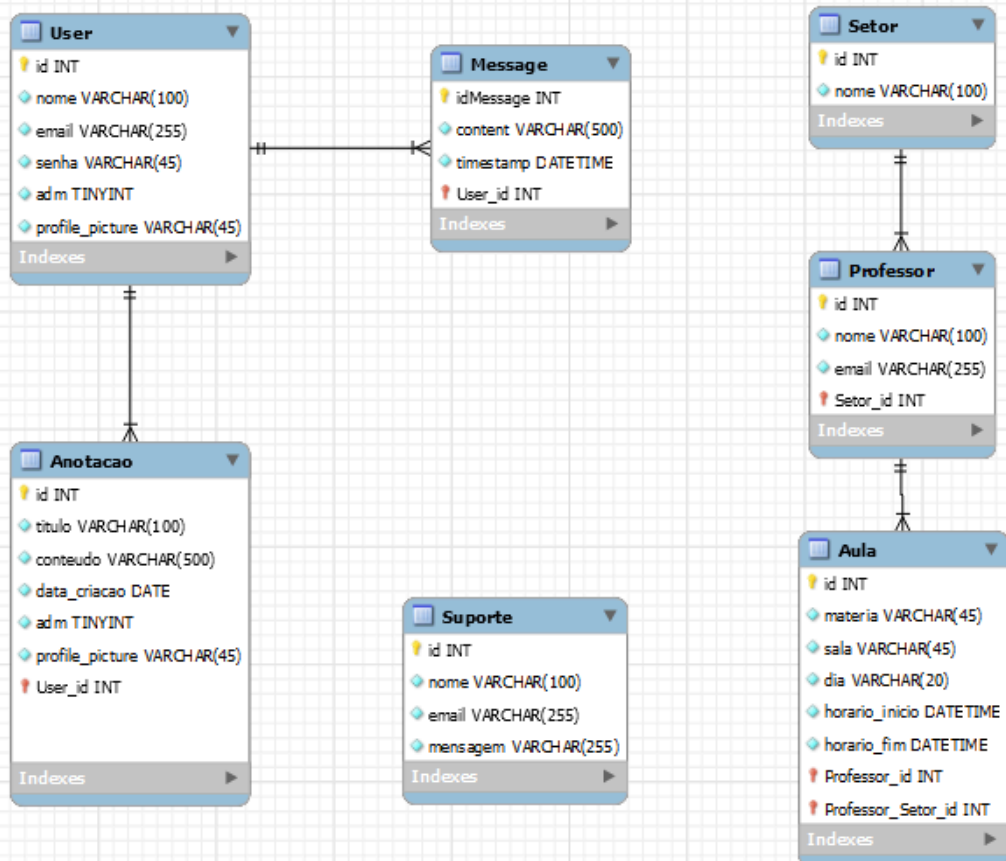 User
id INT
nome VARCHAR(100)
email VARCHAR(255)
senha VARCHAR(45)
adm TINYINT
profile_picture VARCHAR(45)
Indexes
Message
idMessage INT
content VARCHAR(500)
timestamp DATETIME
User_id INT
Indexes
Setor
id INT
nome VARCHAR(100)
Indexes
Professor
id INT
nome VARCHAR(100)
email VARCHAR(255)
Setor_id INT
Indexes
Anotacao
id INT
titulo VARCHAR(100)
conteudo VARCHAR(500)
data_criacao DATE
adm TINYINT
profile_picture VARCHAR(45)
User_id INT
Indexes
Suporte
id INT
nome VARCHAR(100)
email VARCHAR(255)
mensagem VARCHAR(255)
Indexes
Aula
id INT
materia VARCHAR(45)
sala VARCHAR(45)
dia VARCHAR(20)
horario_inicio DATETIME
horario_fim DATETIME
Professor_id INT
Professor_Setor_id INT
Indexes